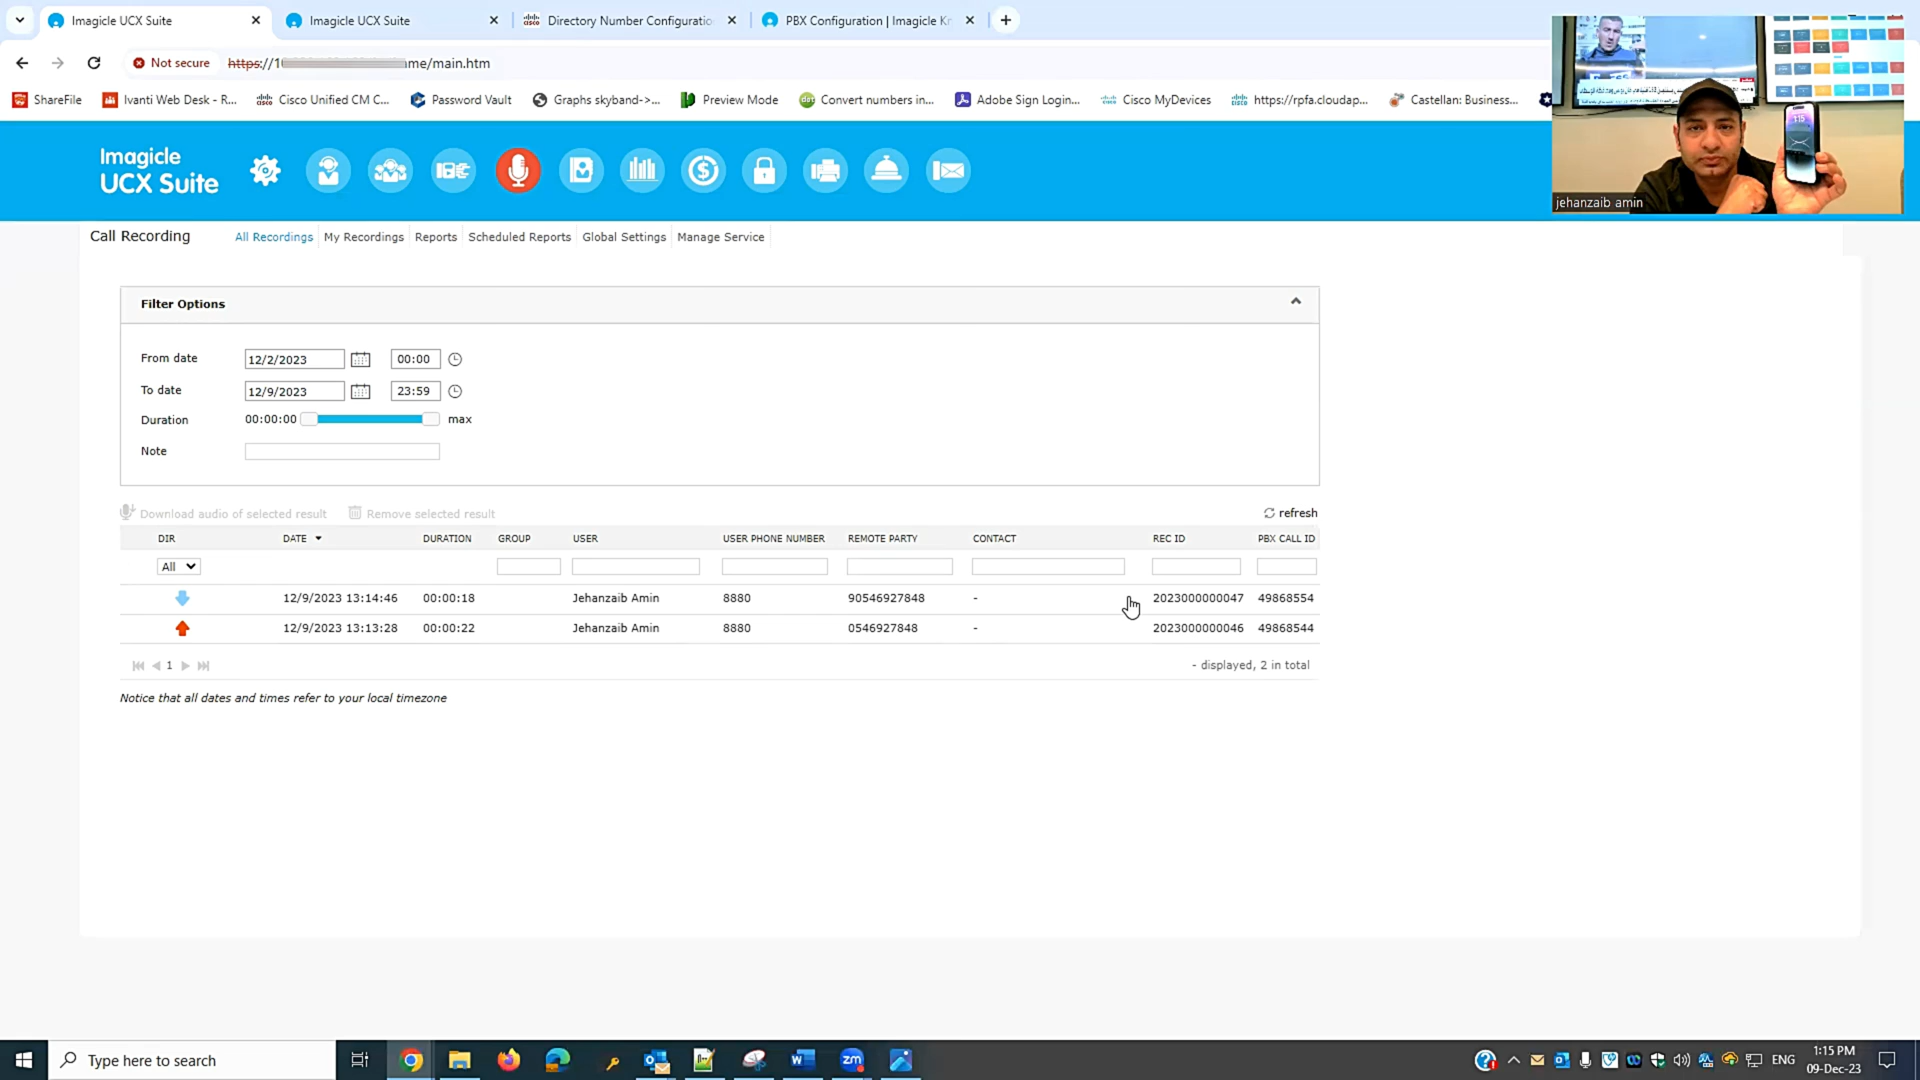 Imagicle UCX Suite
Imagicle UCX Suite
Directory Number Configuratio
PBX Configuration | Imagicle Kn
Not secure
https://1 me/main.htm
ShareFile
Ivanti Web Desk - R...
Cisco Unified CM C...
Password Vault
Graphs skyband->...
Preview Mode
Convert numbers in...
Adobe Sign Login...
Cisco MyDevices
https://rpfa.cloudap...
Castellan: Business...
Imagicle
UCX Suite
1:15
jehanzaib amin
Call Recording
All Recordings
My Recordings
Reports
Scheduled Reports
Global Settings
Manage Service
Filter Options
From date 12/2/2023 00:00
To date 12/9/2023 23:59
Duration 00:00:00 max
Note
Download audio of selected result
Remove selected result
refresh
DIR DATE DURATION GROUP USER USER PHONE NUMBER REMOTE PARTY CONTACT REC ID PBX CALL ID
All
12/9/2023 13:14:46 00:00:18 Jehanzaib Amin 8880 90546927848 - 2023000000047 49868554
12/9/2023 13:13:28 00:00:22 Jehanzaib Amin 8880 0546927848 - 2023000000046 49868544
1
- displayed, 2 in total
Notice that all dates and times refer to your local timezone
Type here to search
ENG
1:15 PM
09-Dec-23